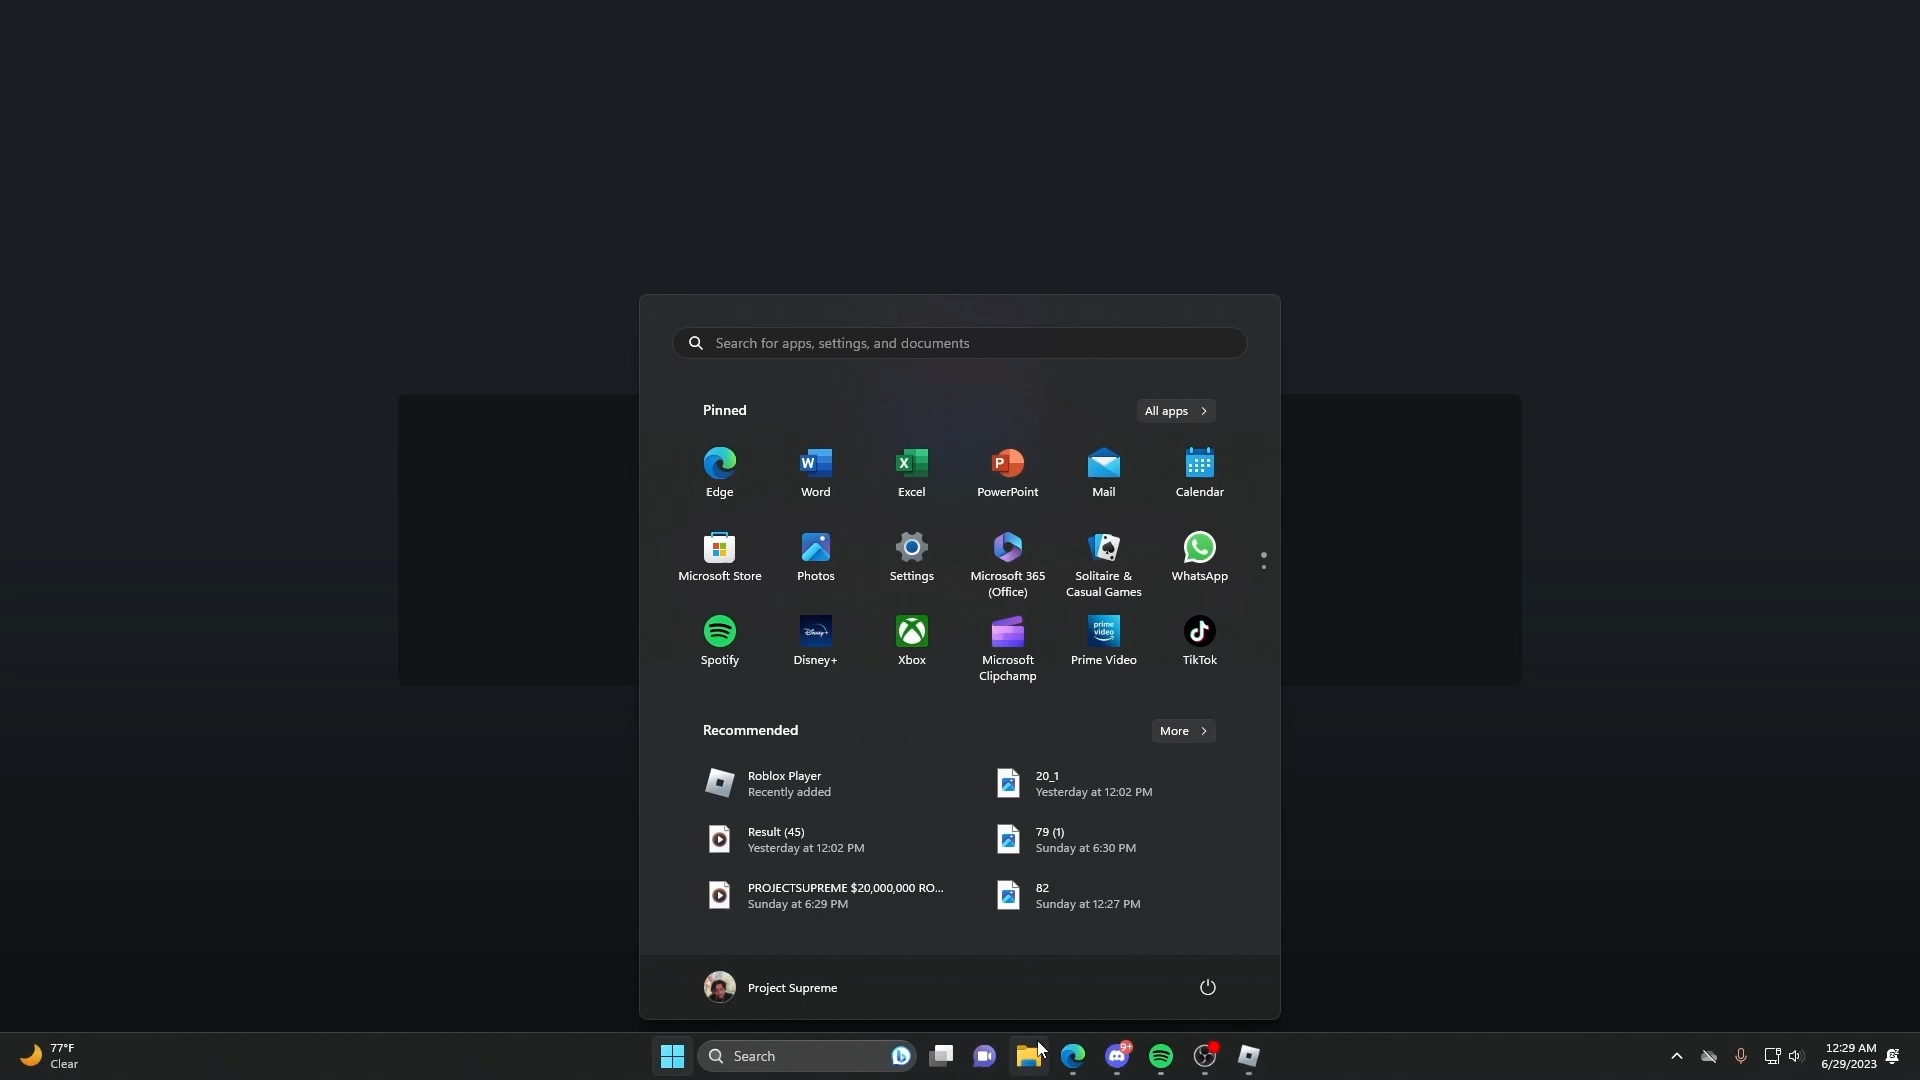 Search for apps, settings, and documents
Pinned
All apps
Edge
Word
Excel
PowerPoint
Mail
Calendar
Microsoft Store
Photos
Settings
Microsoft 365
(Office)
Solitaire &
Casual Games
WhatsApp
Spotify
Disney+
Xbox
Microsoft
Clipchamp
prime
video
Prime Video
TikTok
Recommended
More
Roblox Player
Recently added
20_1
Yesterday at 12:02 PM
Result (45)
Yesterday at 12:02 PM
79 (1)
Sunday at 6:30 PM
PROJECTSUPREME $20,000,000 RO...
Sunday at 6:29 PM
82
Sunday at 12:27 PM
Project Supreme
77°F
Clear
Search
9+
12:29 AM
6/29/2023